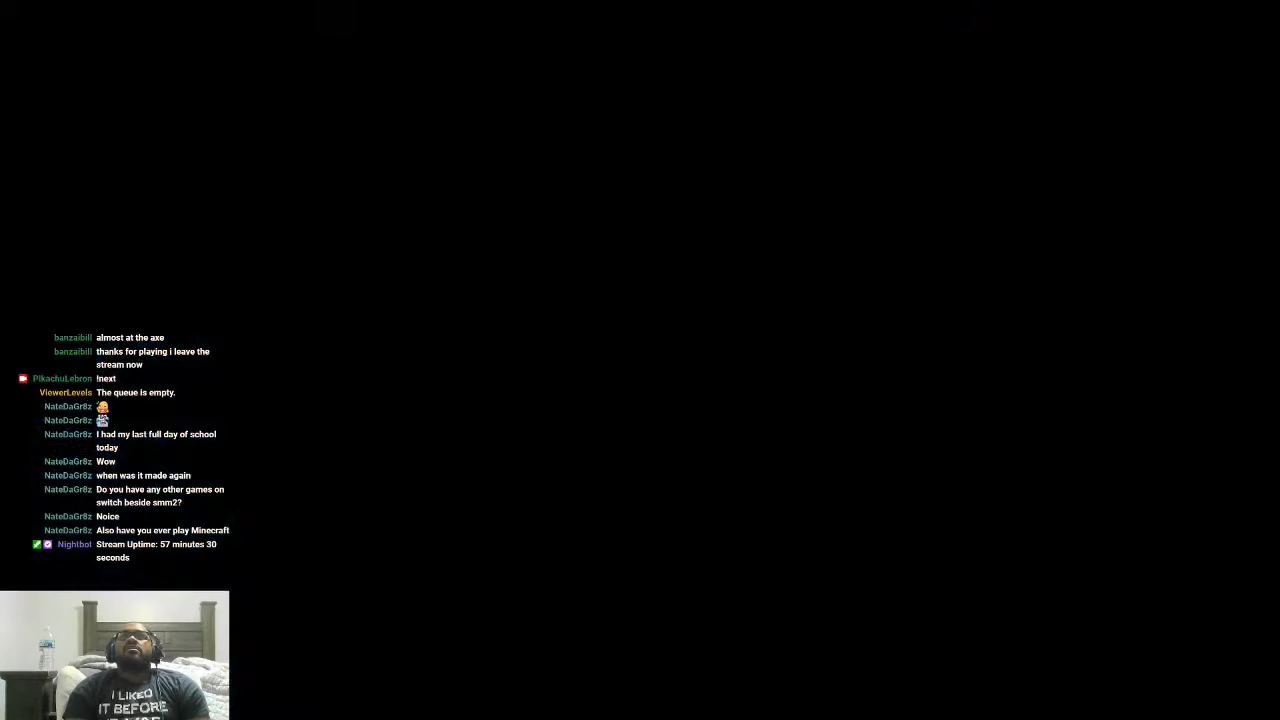 banzaibill almost at the axe
banzaibill thanks for playing i leave the
stream now
PikachuLebron !next
ViewerLevels The queue is empty.
NateDaGr8z
NateDaGr8z
NateDaGr8z I had my last full day of school
today
NateDaGr8z Wow
NateDaGr8z when was it made again
NateDaGr8z Do you have any other games on
switch beside smm2?
NateDaGr8z Noice
NateDaGr8z Also have you ever play Minecraft
Nightbot Stream Uptime: 57 minutes 30
seconds
I LIKED
IT BEFORE